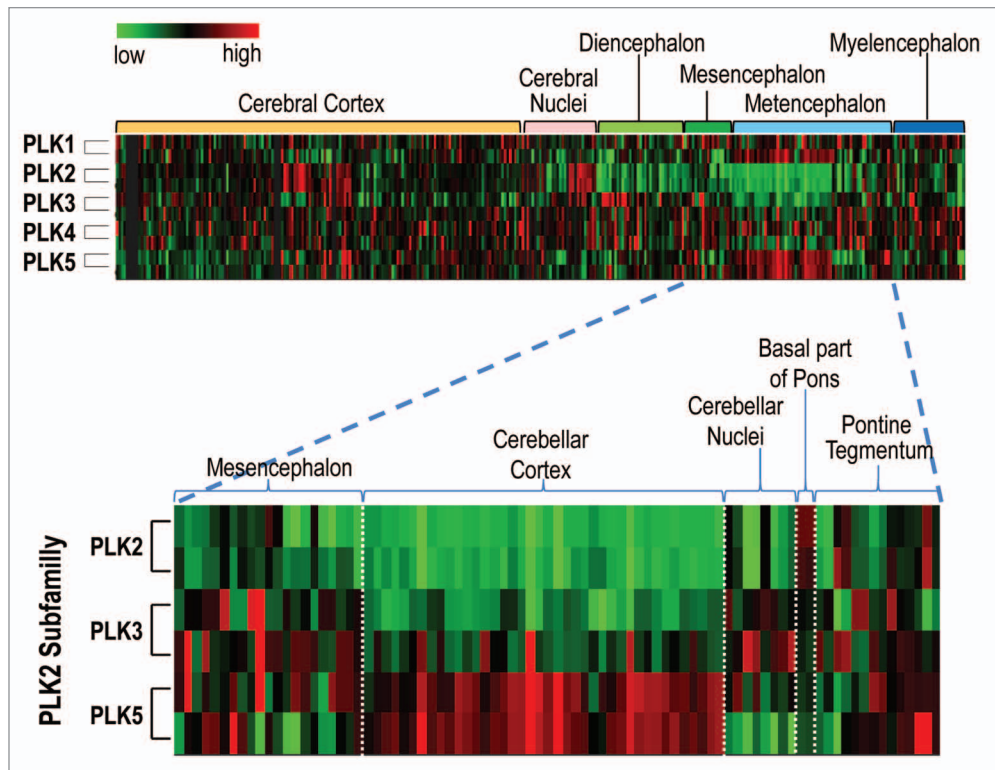 low
high
Cerebral Cortex
Cerebral
Nuclei
Diencephalon
Mesencephalon
Metencephalon
Myelencephalon
PLK1
PLK2
PLK3
PLK4
PLK5
Basal part
of Pons
Cerebellar
Nuclei
Pontine
Tegmentum
Mesencephalon
Cerebellar
Cortex
PLK2 Subfamilly
PLK2
PLK3
PLK5